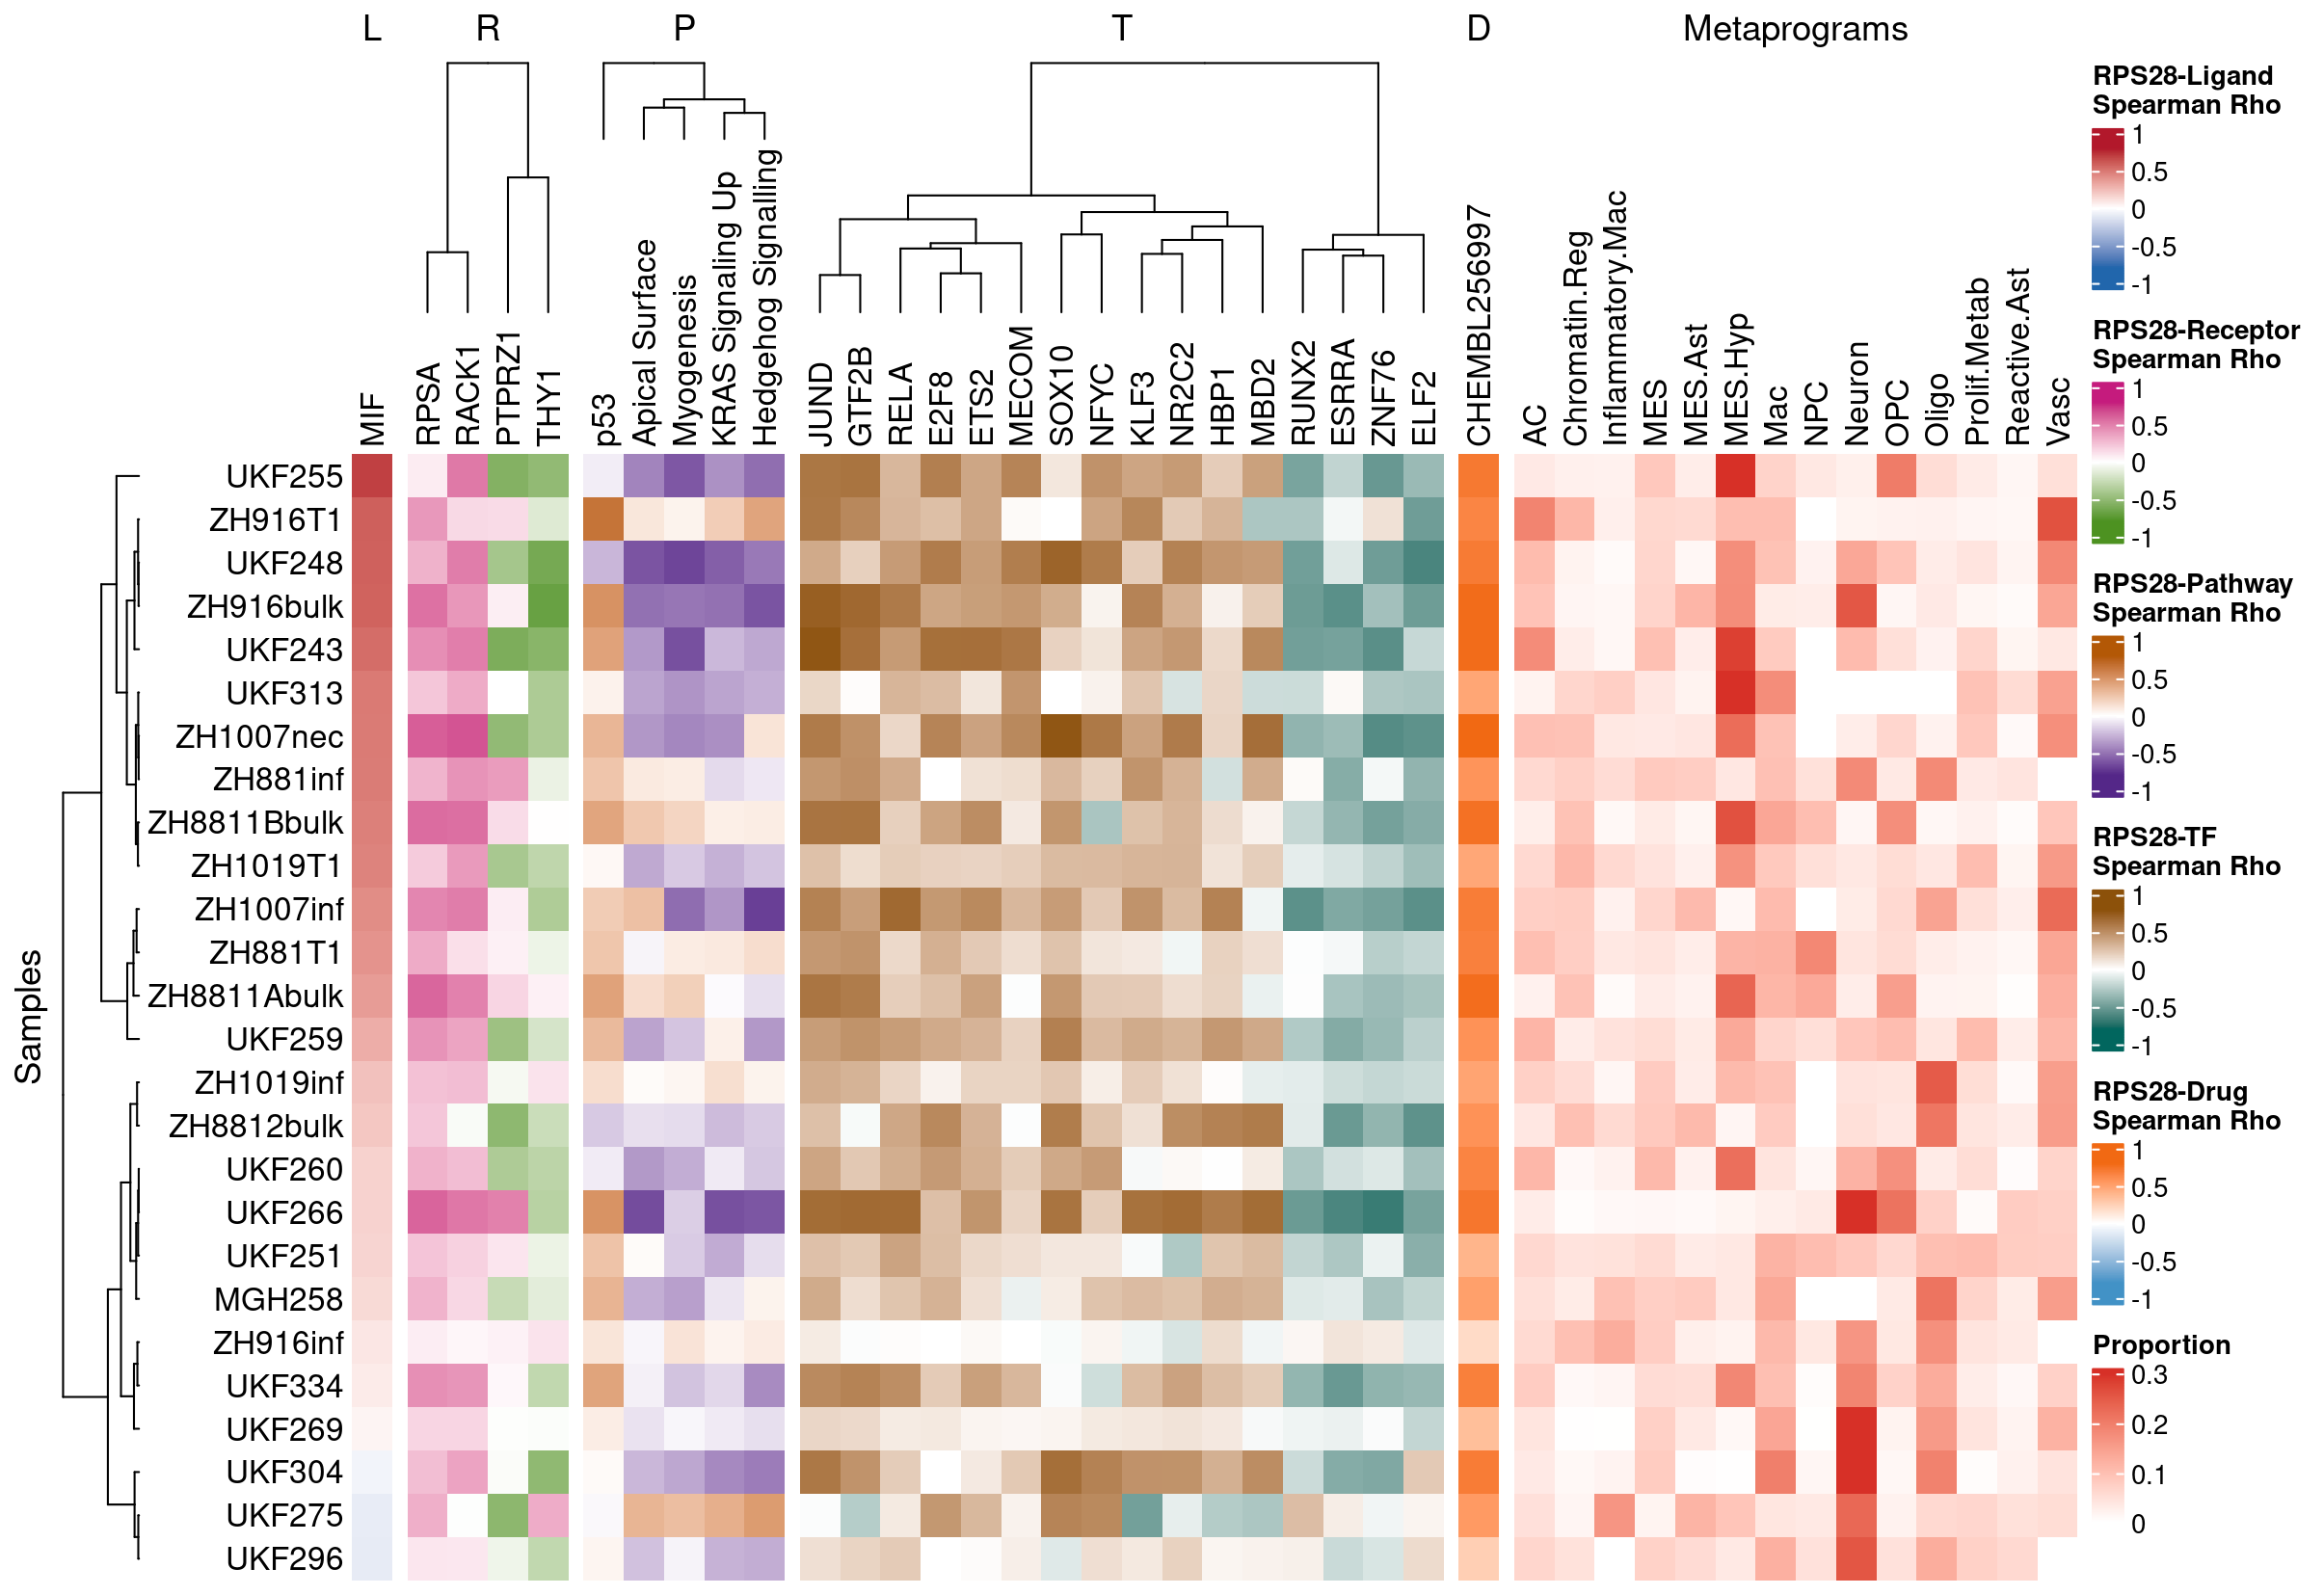 L
R
P
T
D
Metaprograms
MIF
RPSA
RACK1
PTPRZ1
THY1
p53
Apical Surface
Myogenesis
KRAS Signaling Up
Hedgehog Signalling
JUND
GTF2B
RELA
E2F8
ETS2
MECOM
SOX10
NFYC
KLF3
NR2C2
HBP1
MBD2
RUNX2
ESRRA
ZNF76
ELF2
CHEMBL256997
AC
Chromatin.Reg
Inflammatory.Mac
MES
MES.Ast
MES.Hyp
Mac
NPC
Neuron
OPC
Oligo
Prolif.Metab
Reactive.Ast
Vasc
Samples
UKF255
ZH916T1
UKF248
ZH916bulk
UKF243
UKF313
ZH1007nec
ZH881inf
ZH8811Bbulk
ZH1019T1
ZH1007inf
ZH881T1
ZH8811Abulk
UKF259
ZH1019inf
ZH8812bulk
UKF260
UKF266
UKF251
MGH258
ZH916inf
UKF334
UKF269
UKF304
UKF275
UKF296
RPS28-Ligand
Spearman Rho
1
0.5
0
-0.5
-1
RPS28-Receptor
Spearman Rho
1
0.5
0
-0.5
-1
RPS28-Pathway
Spearman Rho
1
0.5
0
-0.5
-1
RPS28-TF
Spearman Rho
1
0.5
0
-0.5
-1
RPS28-Drug
Spearman Rho
1
0.5
0
-0.5
-1
Proportion
0.3
0.2
0.1
0